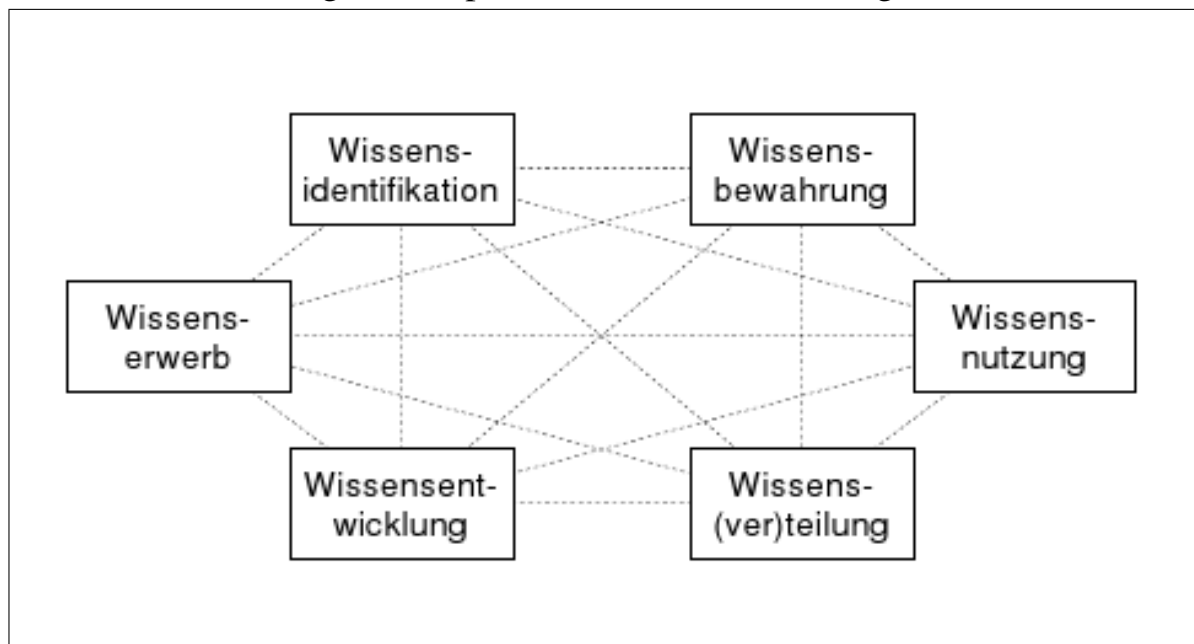 Wissens-
identifikation
Wissens-
bewahrung
Wissens-
erwerb
Wissens-
nutzung
Wissensent-
wicklung
Wissens-
(ver)teilung